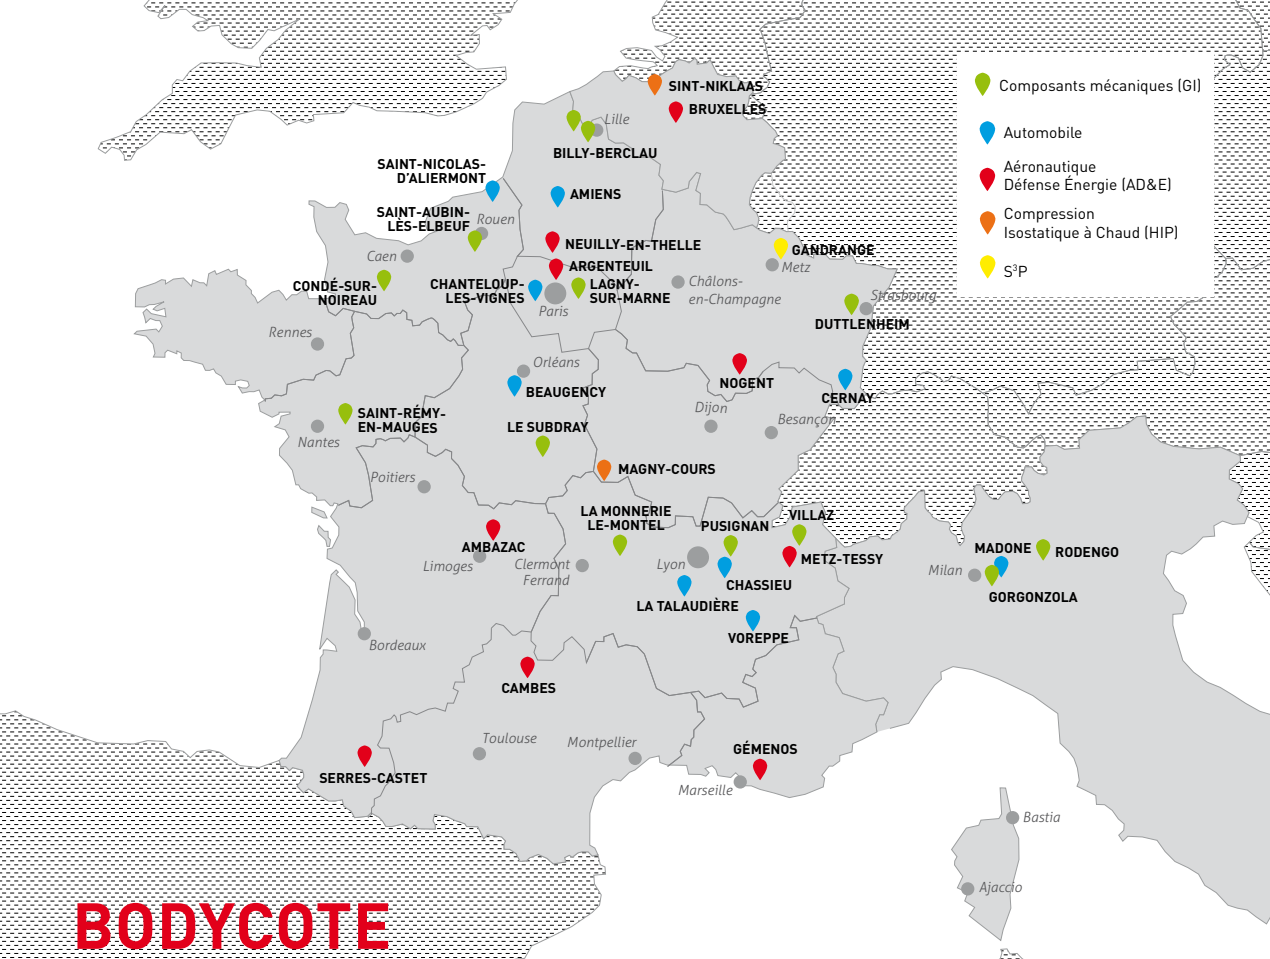 SINT-NIKLAAS
BRUXELLES
Lille
BILLY-BERCLAU
SAINT-NICOLAS-
D'ALIERMONT
AMIENS
SAINT-AUBIN-
LÈS-ELBEUF
Rouen
Caen
NEUILLY-EN-THELLE
ARGENTEUIL
CONDÉ-SUR-
NOIREAU
CHANTELOUP-
LES-VIGNES
LAGNY-
SUR-MARNE
Paris
Châlons-
en-Champagne
GANDRANGE
Metz
Strasbourg
DUTTLENHEIM
Composants mécaniques (GI)
Automobile
Aéronautique
Défense Énergie (AD&E)
Compression
Isostatique à Chaud (HIP)
S³P
Rennes
Orléans
BEAUGENCY
NOGENT
CERNAY
Dijon
Besançon
SAINT-RÉMY-
EN-MAUGES
Nantes
LE SUBDRAY
MAGNY-COURS
Poitiers
LA MONNERIE
LE-MONTEL
PUSIGNAN
VILLAZ
AMBAZAC
Limoges
Clermont
Ferrand
Lyon
METZ-TESSY
CHASSIEU
LA TALAUDIÈRE
VOREPPE
MADONE
RODENGO
Milan
GORGONZOLA
Bordeaux
CAMBES
Toulouse
Montpellier
SERRES-CASTET
GÉMENOS
Marseille
Bastia
Ajaccio
BODYCOTE